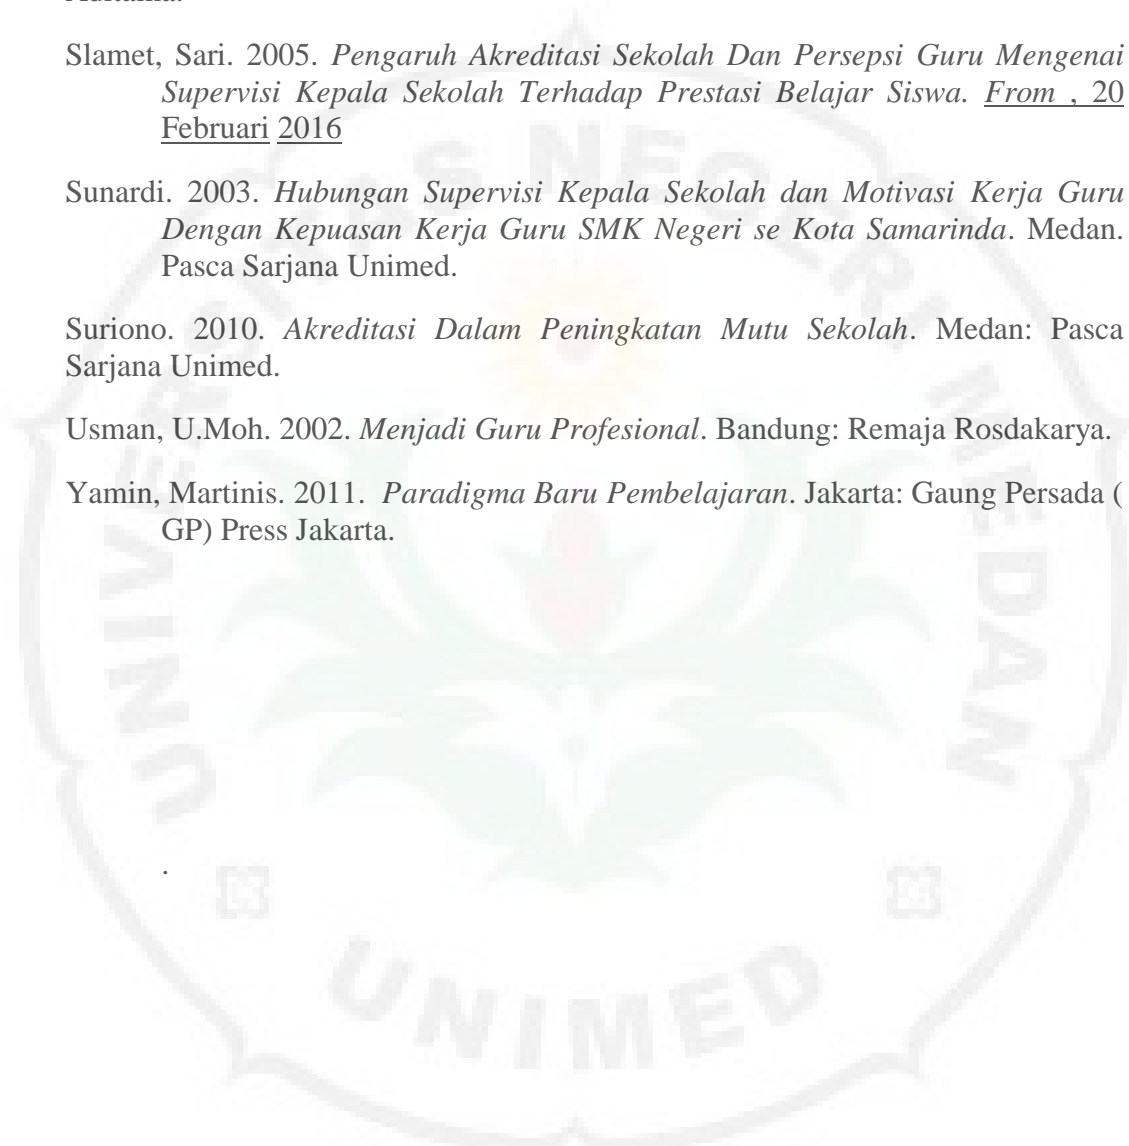 Slamet, Sari. 2005. Pengaruh Akreditasi Sekolah Dan Persepsi Guru Mengenai
Supervisi Kepala Sekolah Terhadap Prestasi Belajar Siswa. From , 20
Februari 2016
Sunardi. 2003. Hubungan Supervisi Kepala Sekolah dan Motivasi Kerja Guru
Dengan Kepuasan Kerja Guru SMK Negeri se Kota Samarinda. Medan.
Pasca Sarjana Unimed.
Suriono. 2010. Akreditasi Dalam Peningkatan Mutu Sekolah. Medan: Pasca
Sarjana Unimed.
Usman, U.Moh. 2002. Menjadi Guru Profesional. Bandung: Remaja Rosdakarya.
Yamin, Martinis. 2011. Paradigma Baru Pembelajaran. Jakarta: Gaung Persada (
GP) Press Jakarta.
.
UNIVERSITAS NEGERI MEDAN
UNIMED